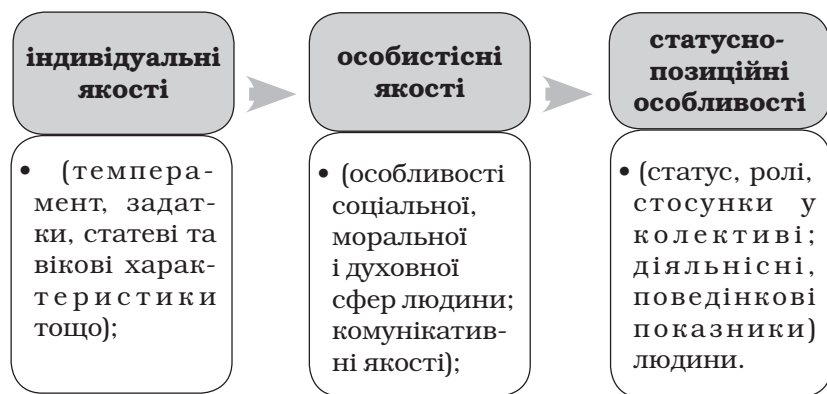 індивідуальні
якості
• (темпера-
мент, задат-
ки, статеві та
вікові харак-
теристики
тощо);
особистісні
якості
• (особливості
соціальної,
моральної
і духовної
сфер людини;
комунікатив-
ні якості);
статусно-
позиційні
особливості
• (статус, ролі,
стосунки у
колективі;
діяльнісні,
поведінкові
показники)
людини.